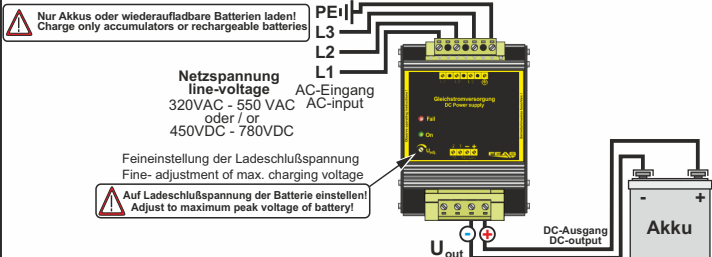 Nur Akkus oder wiederaufladbare Batterien laden!
Charge only accumulators or rechargeable batteries
PE
L3
L2
L1
Netzspannung
line-voltage
320VAC - 550 VAC
oder / or
450VDC - 780VDC
AC-Eingang
AC-input
Gleichstromversorgung
DC Power supply
Fail
On
FEAS
Feineinstellung der Ladeschlußspannung
Fine- adjustment of max. charging voltage
Auf Ladeschlußspannung der Batterie einstellen!
Adjust to maximum peak voltage of battery!
- +
Uout
DC-Ausgang
DC-output
- +
Akku